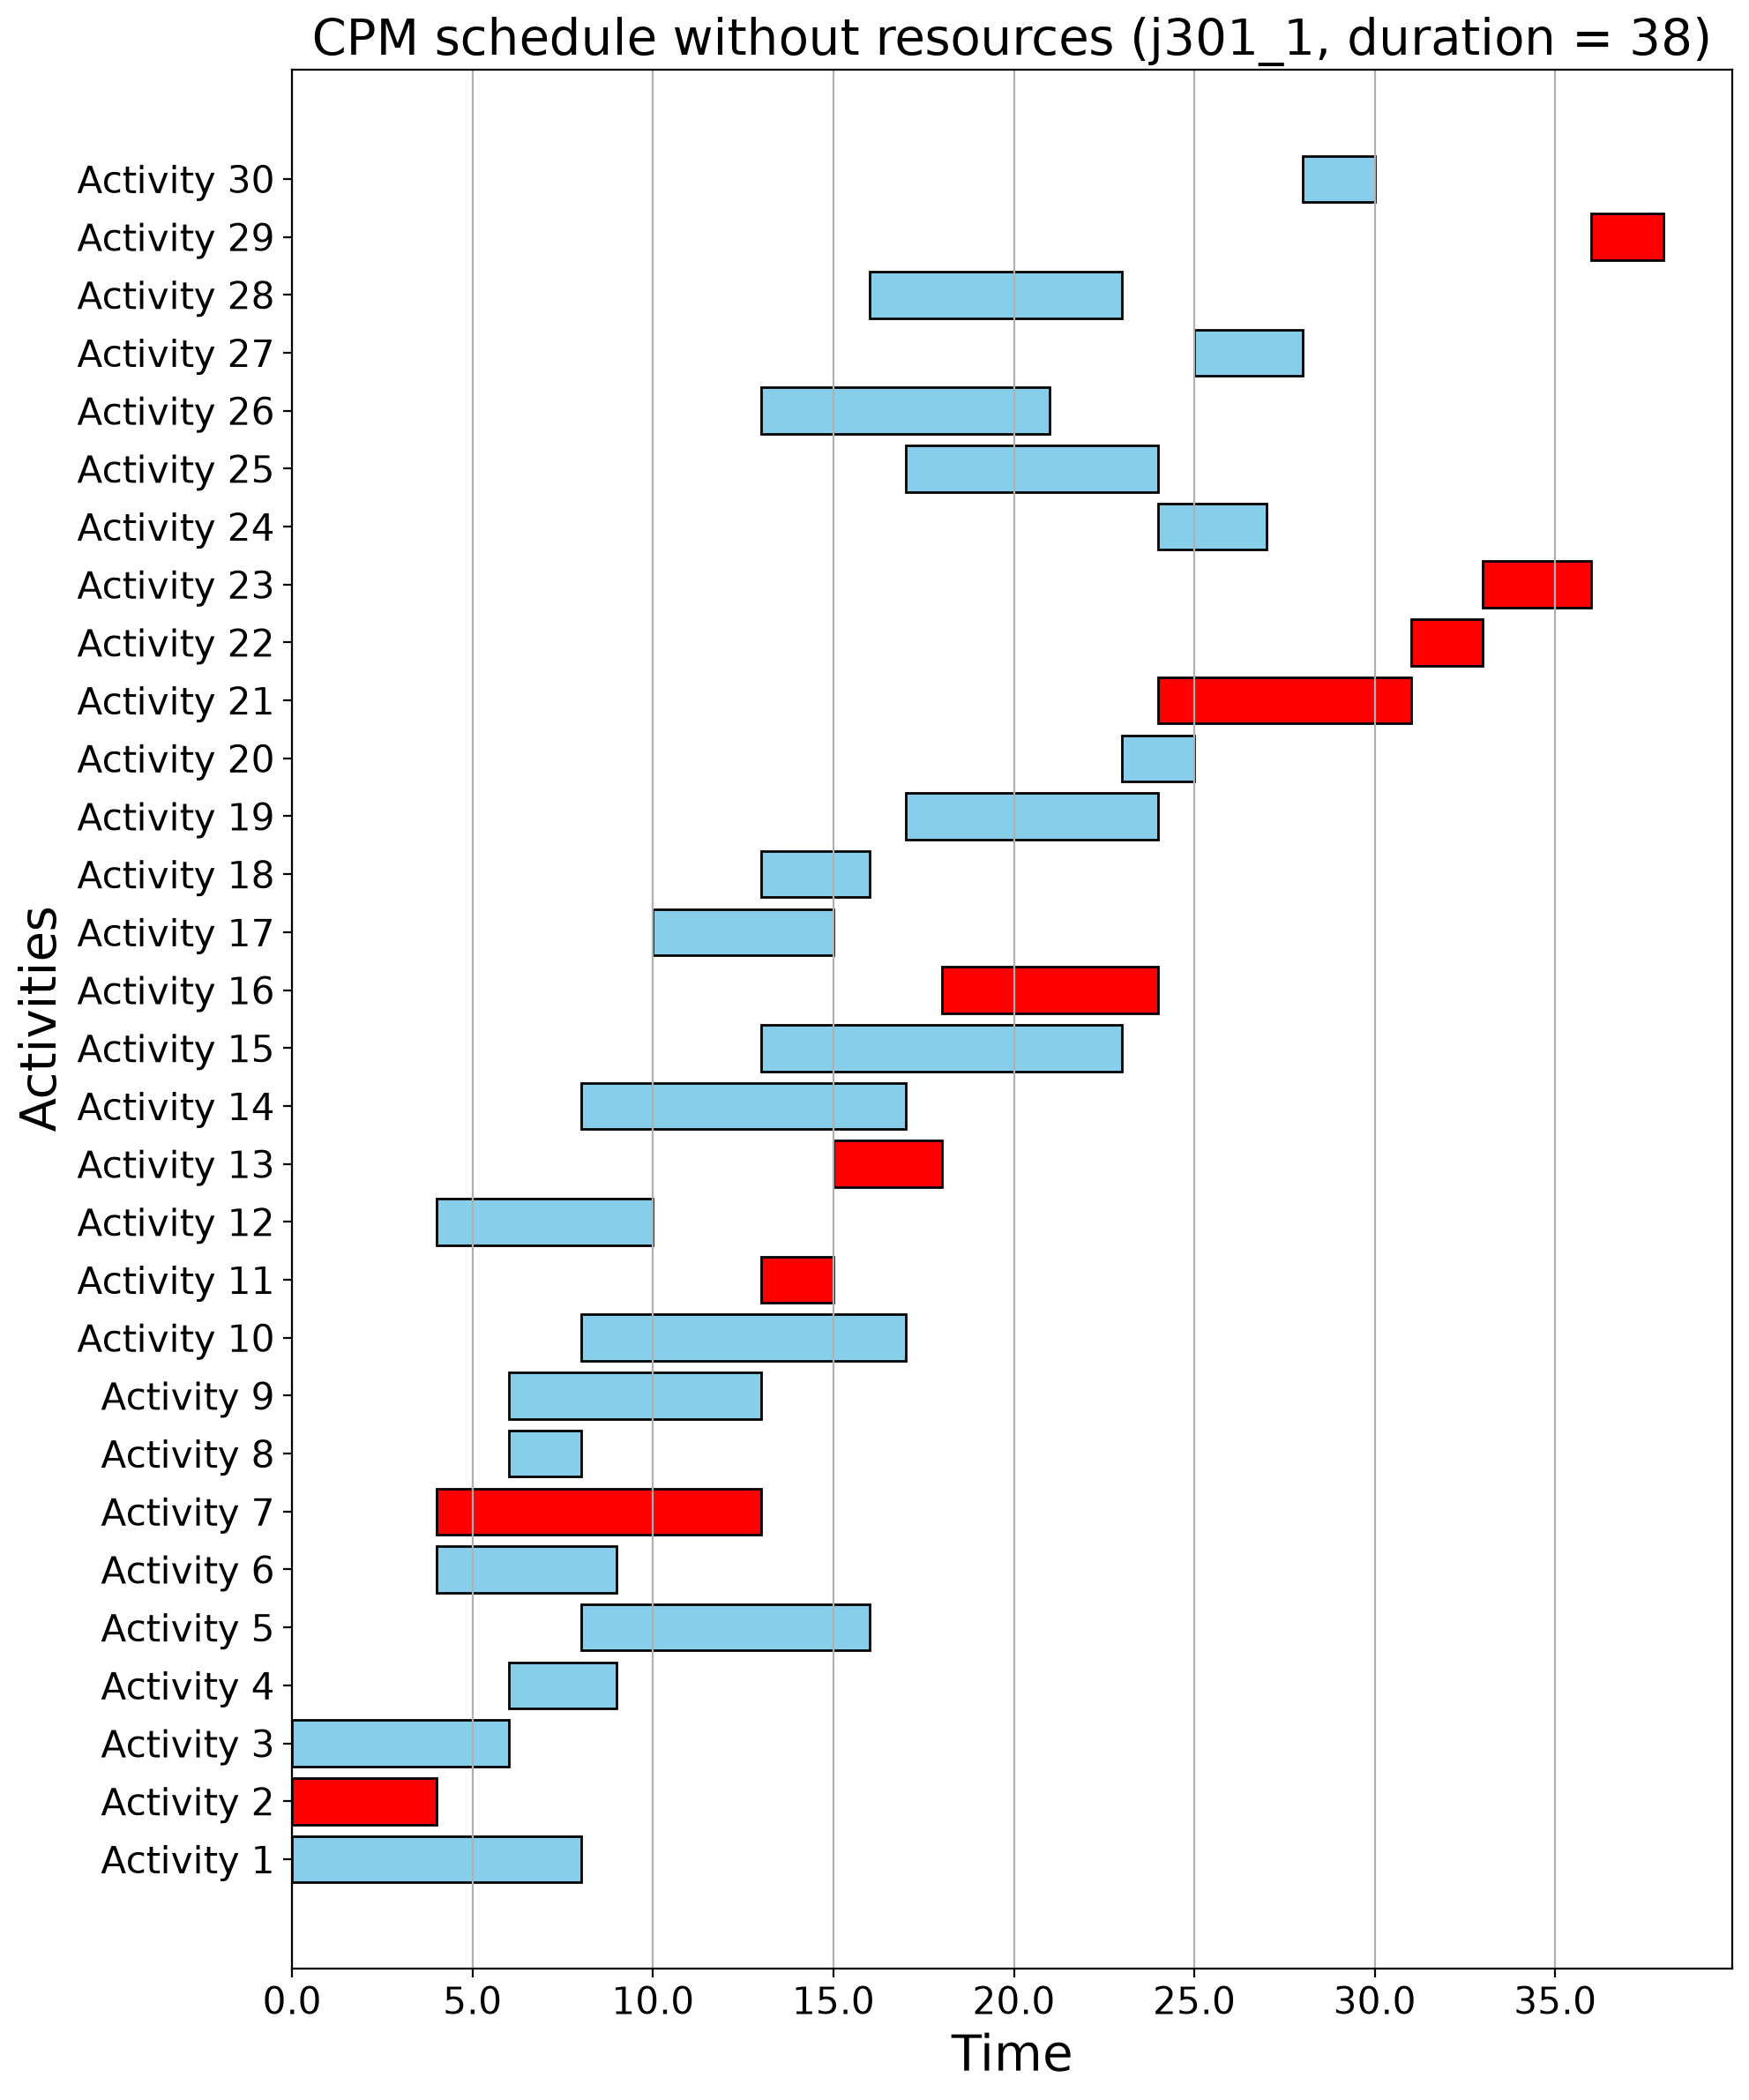 CPM schedule without resources (j301_1, duration = 38)
Activity 30
Activity 29
Activity 28
Activity 27
Activity 26
Activity 25
Activity 24
Activity 23
Activity 22
Activity 21
Activity 20
Activity 19
Activity 18
Activity 17
Activity 16
Activity 15
Activity 14
Activity 13
Activity 12
Activity 11
Activity 10
Activity 9
Activity 8
Activity 7
Activity 6
Activity 5
Activity 4
Activity 3
Activity 2
Activity 1
Activities
0.0 5.0 10.0 15.0 20.0 25.0 30.0 35.0
Time